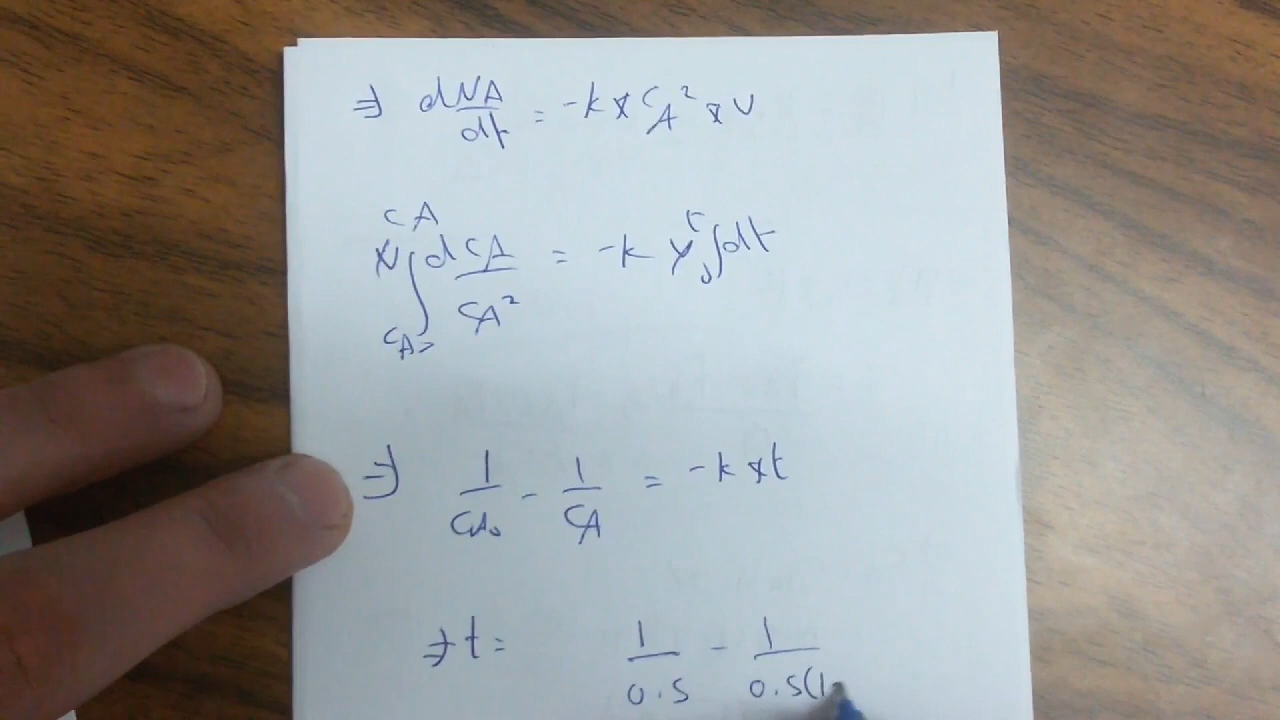 ⇒ dNA/dt = -k × CA² × V
V ∫_{CA0}^{CA} dCA/CA² = -k V ∫_0^t dt
⇒ 1/CA0 - 1/CA = -k × t
⇒ t = 1/0.5 - 1/0.5(1-